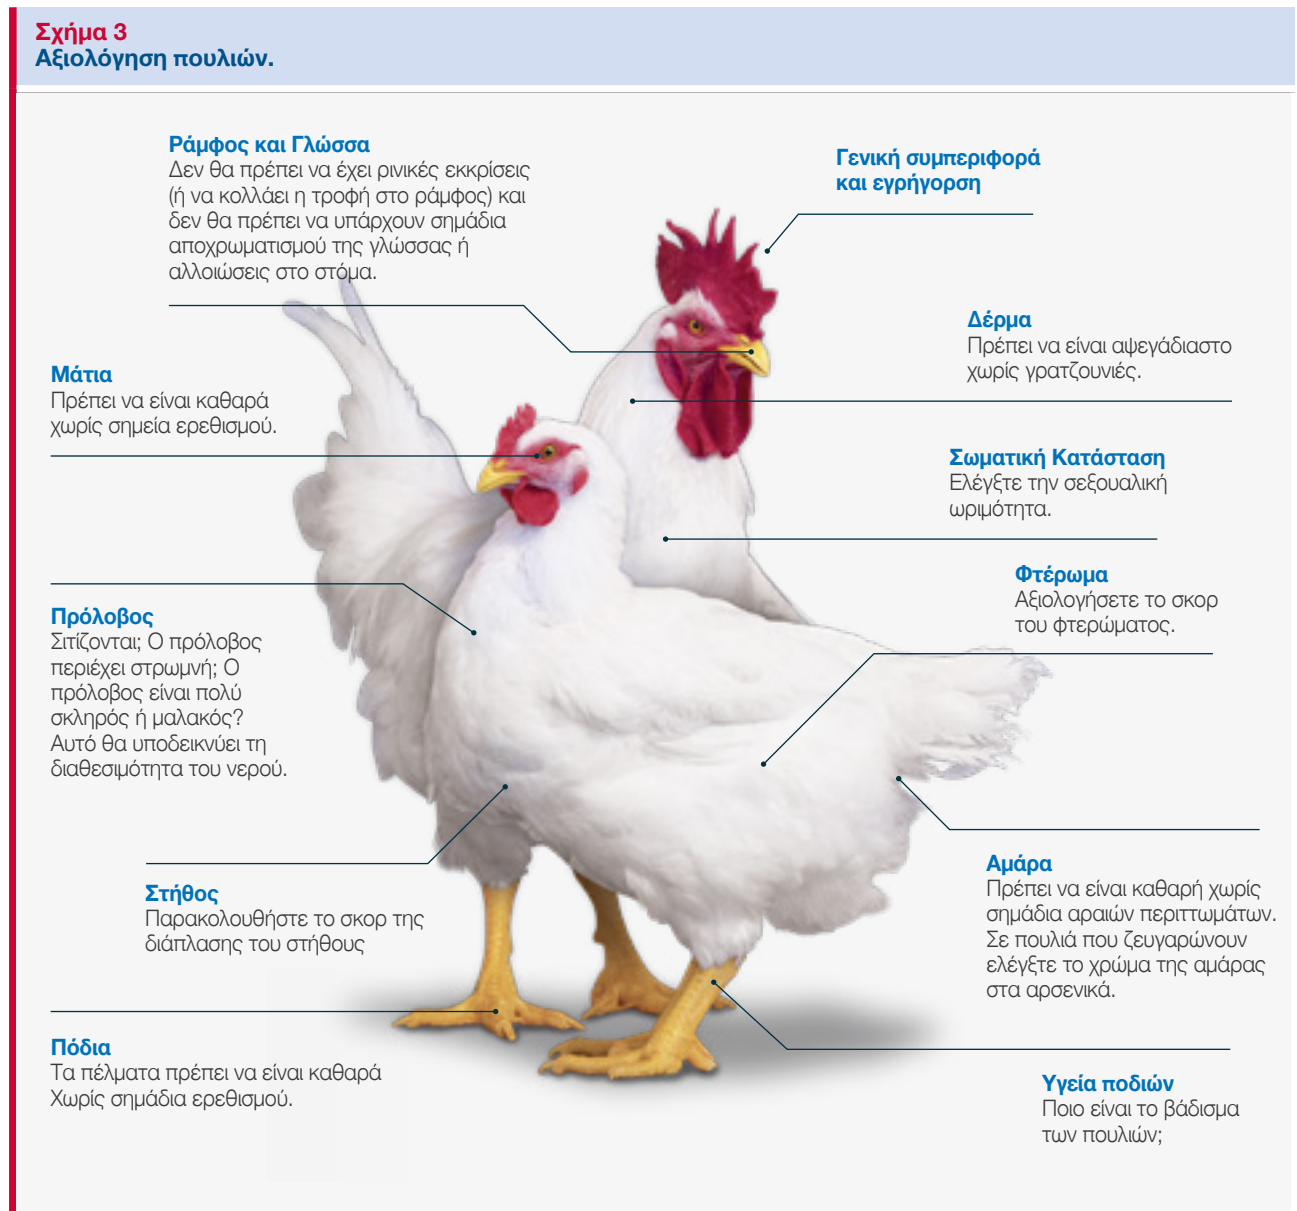 Σχήμα 3
Αξιολόγηση πουλιών.
Ράμφος και Γλώσσα
Δεν θα πρέπει να έχει ρινικές εκκρίσεις
(ή να κολλάει η τροφή στο ράμφος) και
δεν θα πρέπει να υπάρχουν σημάδια
αποχρωματισμού της γλώσσας ή
αλλοιώσεις στο στόμα.
Γενική συμπεριφορά
και εγρήγορση
Δέρμα
Πρέπει να είναι αψεγάδιαστο
χωρίς γρατζουνιές.
Μάτια
Πρέπει να είναι καθαρά
χωρίς σημεία ερεθισμού.
Σωματική Κατάσταση
Ελέγξτε την σεξουαλική
ωριμότητα.
Φτέρωμα
Αξιολογήσετε το σκορ
του φτερώματος.
Πρόλοβος
Σιτίζονται; Ο πρόλοβος
περιέχει στρωμνή; Ο
πρόλοβος είναι πολύ
σκληρός ή μαλακός?
Αυτό θα υποδεικνύει τη
διαθεσιμότητα του νερού.
Αμάρα
Πρέπει να είναι καθαρή χωρίς
σημάδια αραιών περιττωμάτων.
Σε πουλιά που ζευγαρώνουν
ελέγξτε το χρώμα της αμάρας
στα αρσενικά.
Στήθος
Παρακολουθήστε το σκορ της
διάπλασης του στήθους
Πόδια
Τα πέλματα πρέπει να είναι καθαρά
Χωρίς σημάδια ερεθισμού.
Υγεία ποδιών
Ποιο είναι το βάδισμα
των πουλιών;